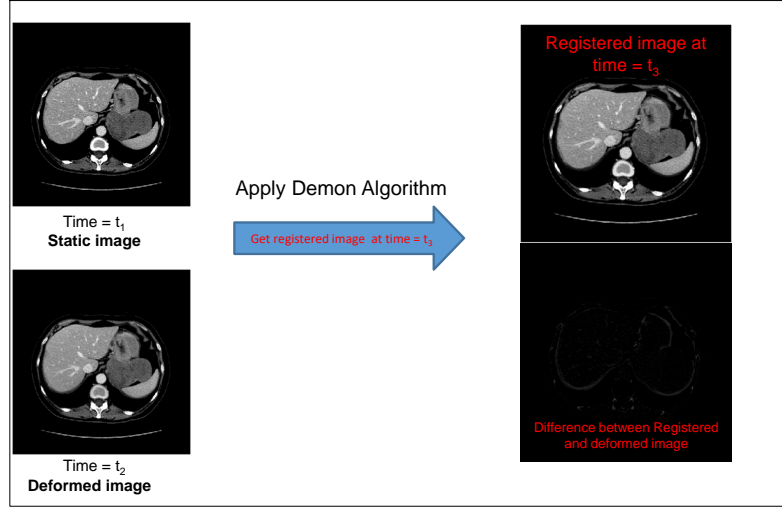 Time = t₁
Static image
Time = t₂
Deformed image
Apply Demon Algorithm
Get registered image at time = t₃
Registered image at
time = t₃
Difference between Registered
and deformed image